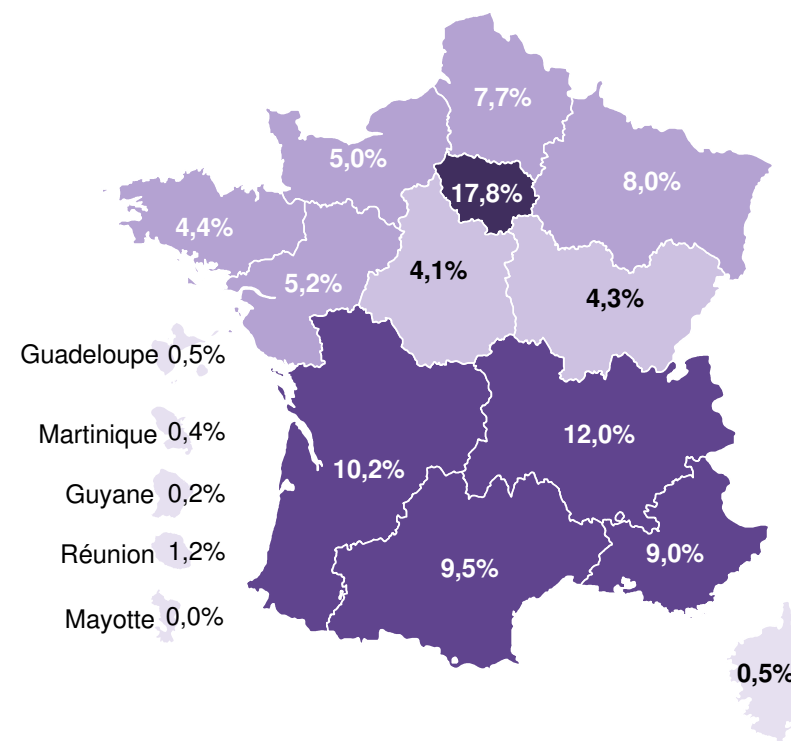 7,7%
5,0%
8,0%
17,8%
4,4%
4,1%
5,2%
4,3%
Guadeloupe 0,5%
Martinique 0,4%
12,0%
10,2%
Guyane 0,2%
Réunion 1,2%
9,0%
9,5%
Mayotte 0,0%
0,5%